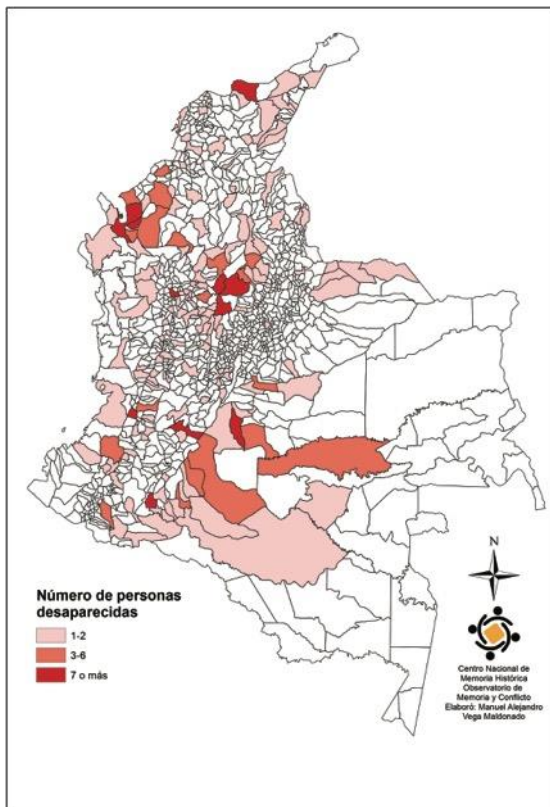 N
Número de personas
desaparecidas
1-2
3-6
7 o más
Centro Nacional de
Memoria Histórica
Observatorio de
Memoria y Conflicto
Elaboró: Manuel Alejandro
Vega Maldonado